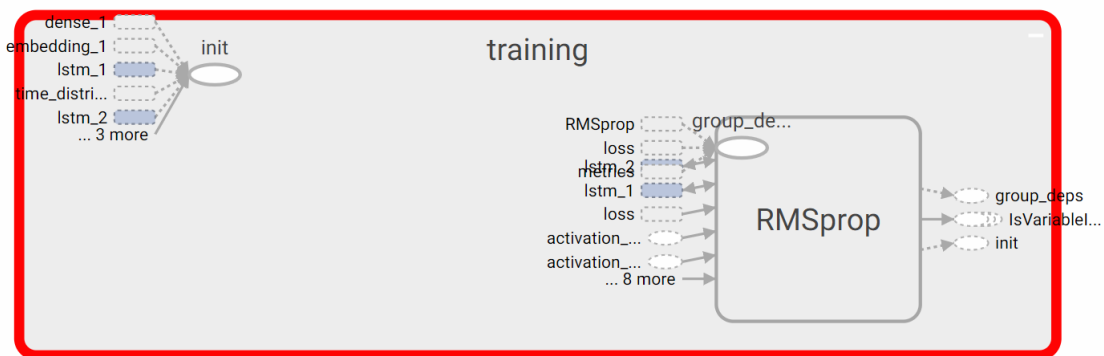 dense_1
embedding_1
lstm_1
time_distri...
lstm_2
... 3 more
init
training
RMSprop
loss
lstm_2
metrics
lstm_1
loss
activation_...
activation_...
... 8 more
group_de...
RMSprop
group_deps
IsVariableI...
init